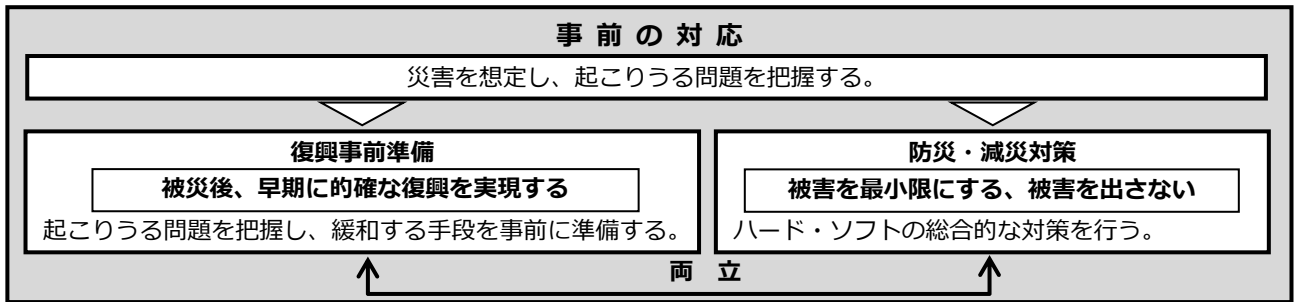 事前の対応
災害を想定し、起こりうる問題を把握する。
復興事前準備
被災後、早期に的確な復興を実現する
起こりうる問題を把握し、緩和する手段を事前に準備する。
防災・減災対策
被害を最小限にする、被害を出さない
ハード・ソフトの総合的な対策を行う。
両 立